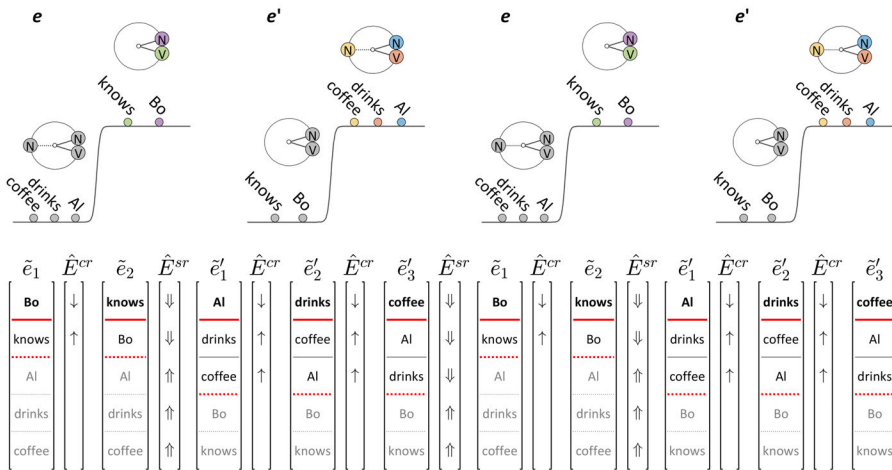 e e' e e'
N V N N V N V N N V
knows Bo coffee drinks Al knows Bo coffee drinks Al
N N V N V N N V N V
coffee drinks Al knows Bo coffee drinks Al knows Bo
ẽ₁ Ê^cr ẽ₂ Ê^sr ẽ′₁ Ê^cr ẽ′₂ Ê^cr ẽ′₃ Ê^sr ẽ₁ Ê^cr ẽ₂ Ê^sr ẽ′₁ Ê^cr ẽ′₂ Ê^cr ẽ′₃
Bo ↓ knows ⇓ Al ↓ drinks ↓ coffee ⇓ Bo ↓ knows ⇓ Al ↓ drinks ↓ coffee
knows ↑ Bo ⇓ drinks ↑ coffee ↑ Al ⇓ knows ↑ Bo ⇓ drinks ↑ coffee ↑ Al
Al Al ⇑ coffee ↑ Al ↑ drinks ⇓ Al Al ⇑ coffee ↑ Al ↑ drinks
drinks drinks ⇑ Bo Bo Bo ⇑ drinks drinks ⇑ Bo Bo Bo
coffee coffee ⇑ knows knows knows ⇑ coffee coffee ⇑ knows knows knows